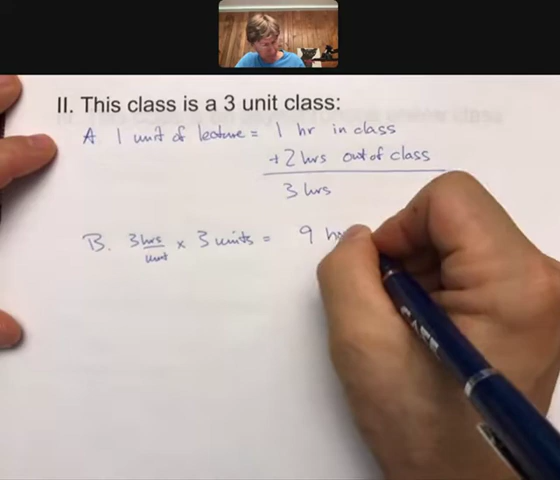 II. This class is a 3 unit class:
A. 1 unit of lecture = 1 hr in class
+2 hrs out of class
3 hrs
B. 3 hrs/unit x 3 units = 9 hr